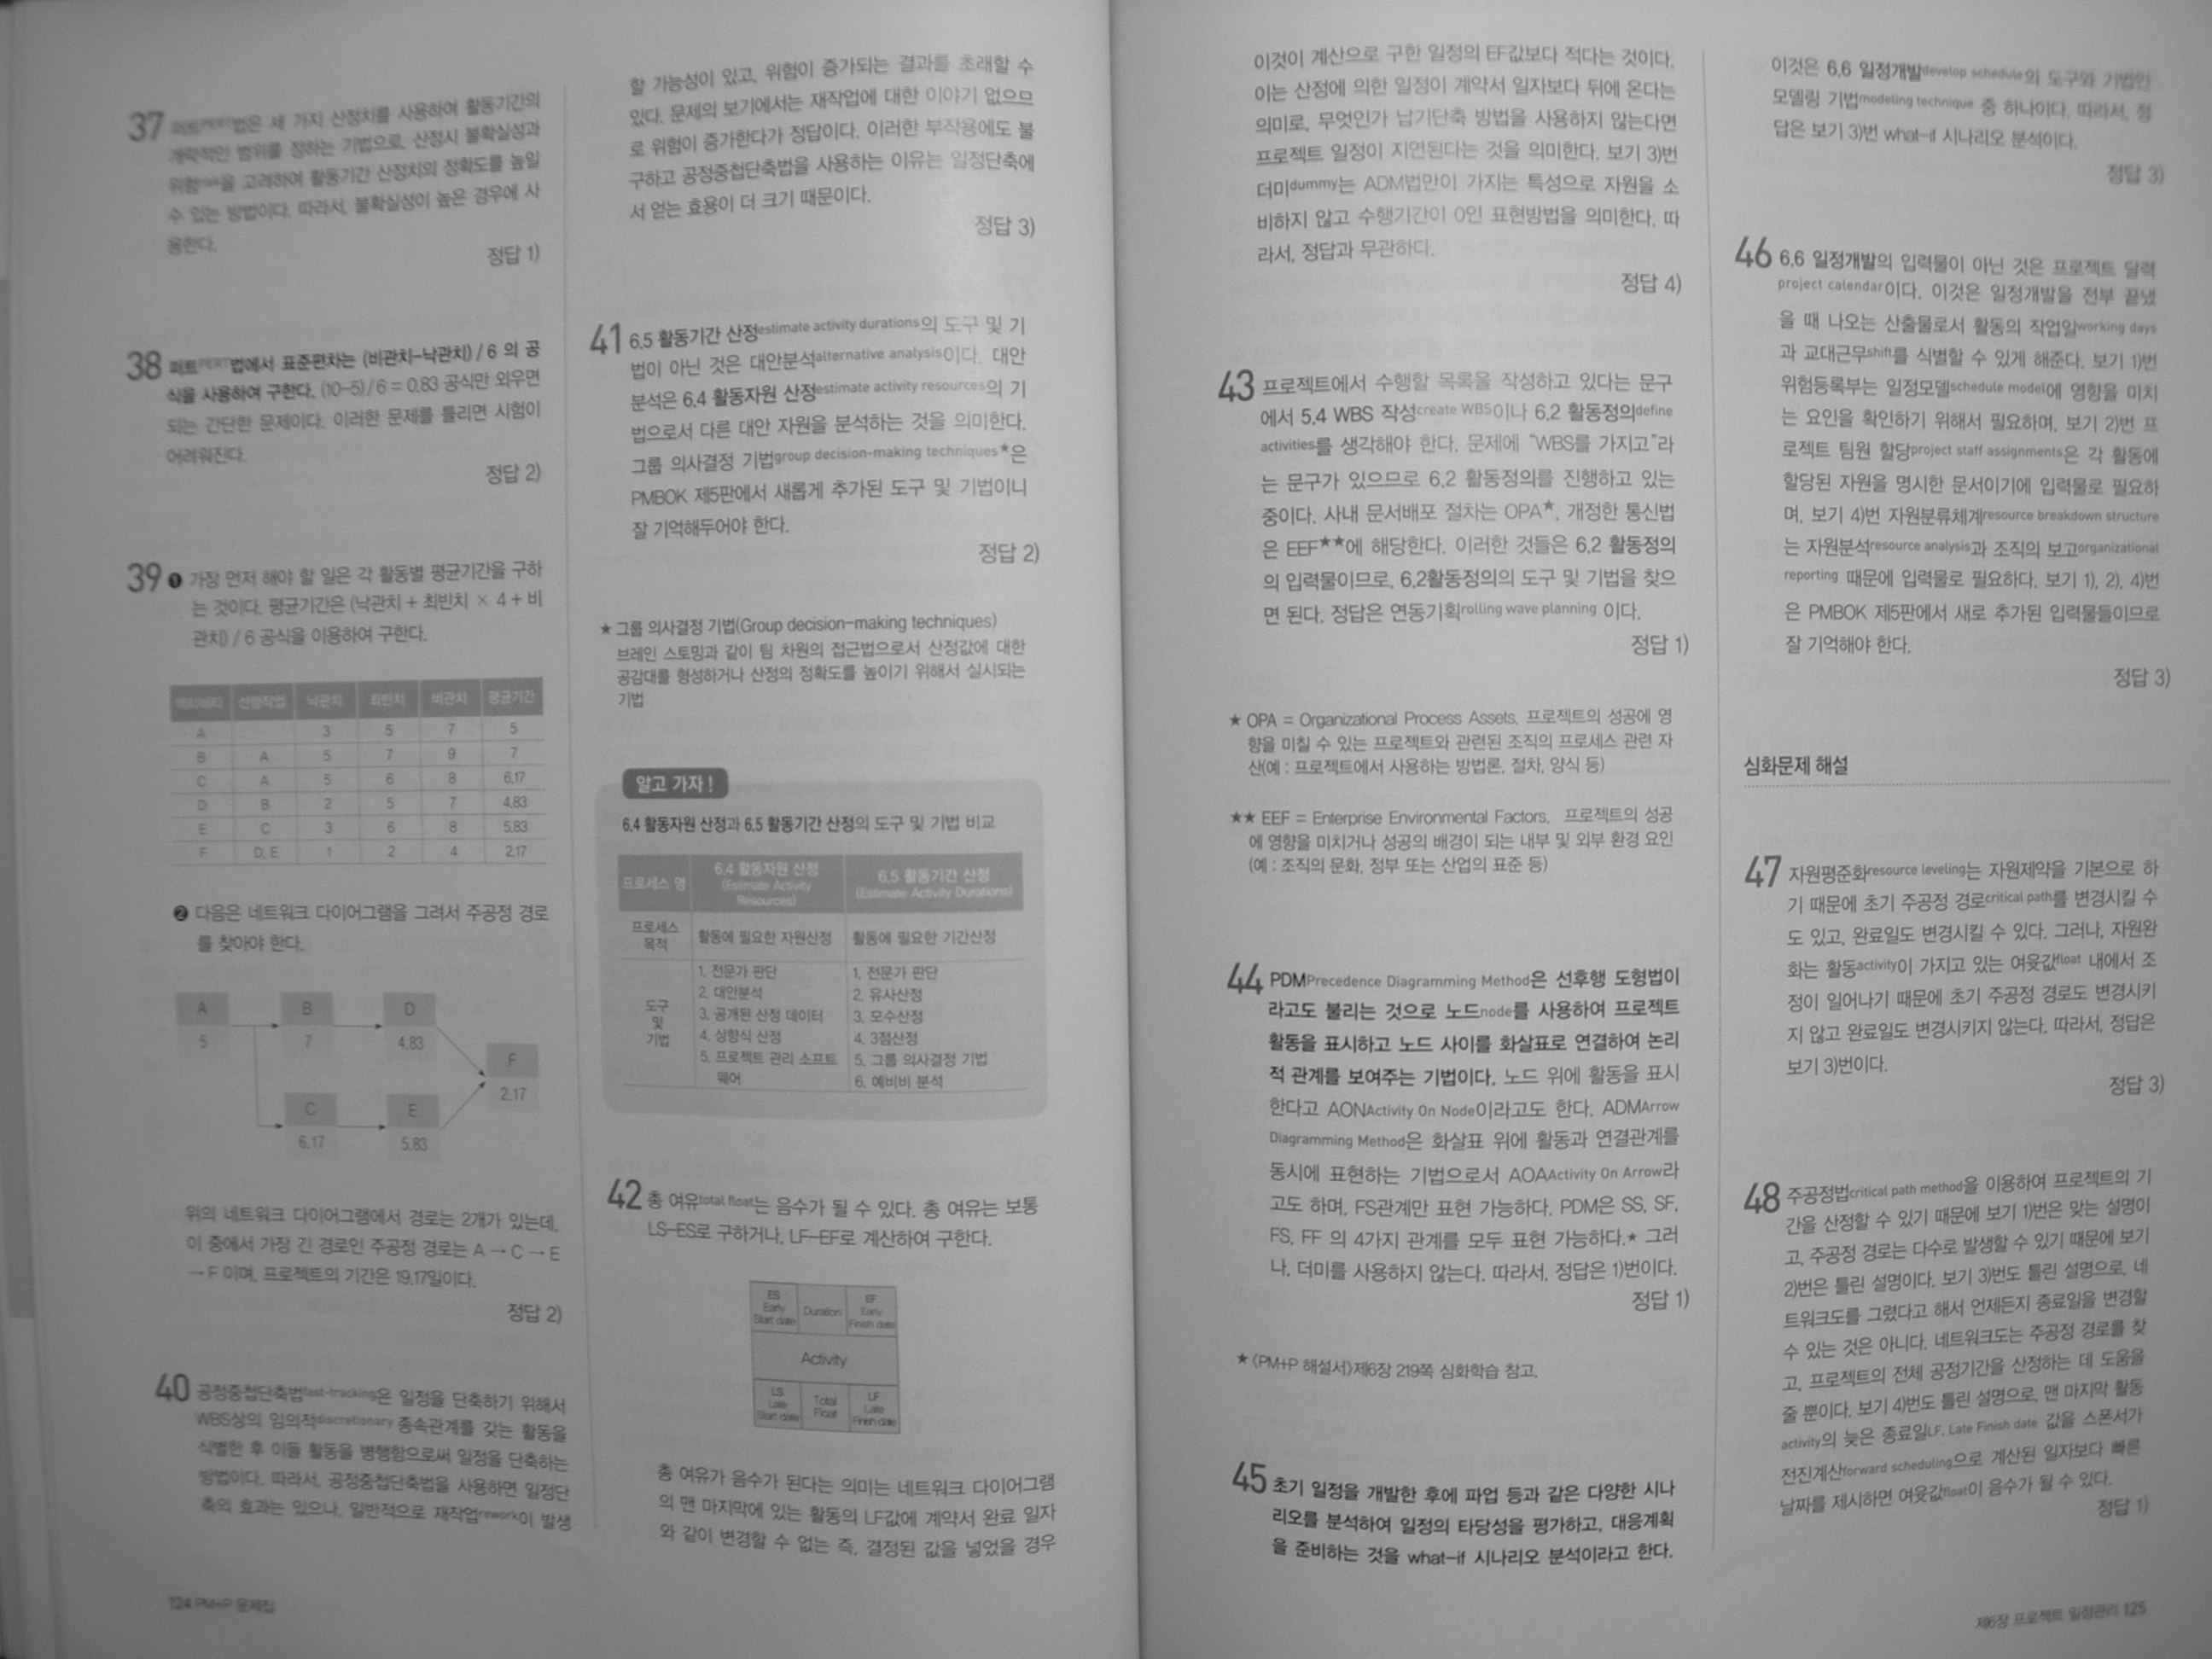 37 퍼트PERT법은 세 가지 산정치를 사용하여 활동기간의
개략적인 범위를 정하는 기법으로, 산정시 불확실성과
위험risk을 고려하여 활동기간 산정치의 정확도를 높일
수 있는 방법이다. 따라서, 불확실성이 높은 경우에 사
용한다.
정답 1)
38 퍼트PERT법에서 표준편차는 (비관치-낙관치) / 6 의 공
식을 사용하여 구한다. (10-5)/6 = 0.83 공식만 외우면
되는 간단한 문제이다. 이러한 문제를 틀리면 시험이
어려워진다.
정답 2)
39 ❶ 가장 먼저 해야 할 일은 각 활동별 평균기간을 구하
는 것이다. 평균기간은 (낙관치 + 최빈치 × 4 + 비
관치) / 6 공식을 이용하여 구한다.
액티비티 선행작업 낙관치 최빈치 비관치 평균기간
A 3 5 7 5
B A 5 7 9 7
C A 5 6 8 6.17
D B 2 5 7 4.83
E C 3 6 8 5.83
F D, E 1 2 4 2.17
❷ 다음은 네트워크 다이어그램을 그려서 주공정 경로
를 찾아야 한다.
A B D
5 7 4.83
F
2.17
C E
6.17 5.83
위의 네트워크 다이어그램에서 경로는 2개가 있는데,
이 중에서 가장 긴 경로인 주공정 경로는 A → C → E
→ F 이며, 프로젝트의 기간은 19.17일이다.
정답 2)
40 공정중첩단축법fast-tracking은 일정을 단축하기 위해서
WBS상의 임의적discretionary 종속관계를 갖는 활동을
식별한 후 이들 활동을 병행함으로써 일정을 단축하는
방법이다. 따라서, 공정중첩단축법을 사용하면 일정단
축의 효과는 있으나, 일반적으로 재작업rework이 발생
124 PM+P 문제집
할 가능성이 있고, 위험이 증가되는 결과를 초래할 수
있다. 문제의 보기에서는 재작업에 대한 이야기 없으므
로 위험이 증가한다가 정답이다. 이러한 부작용에도 불
구하고 공정중첩단축법을 사용하는 이유는 일정단축에
서 얻는 효용이 더 크기 때문이다.
정답 3)
41 6.5 활동기간 산정estimate activity durations의 도구 및 기
법이 아닌 것은 대안분석alternative analysis이다. 대안
분석은 6.4 활동자원 산정estimate activity resources의 기
법으로서 다른 대안 자원을 분석하는 것을 의미한다.
그룹 의사결정 기법group decision-making techniques★은
PMBOK 제5판에서 새롭게 추가된 도구 및 기법이니
잘 기억해두어야 한다.
정답 2)
★ 그룹 의사결정 기법(Group decision-making techniques)
브레인 스토밍과 같이 팀 차원의 접근법으로서 산정값에 대한
공감대를 형성하거나 산정의 정확도를 높이기 위해서 실시되는
기법
알고 가자 !
6.4 활동자원 산정과 6.5 활동기간 산정의 도구 및 기법 비교
프로세스 명 6.4 활동자원 산정 (Estimate Activity Resources) 6.5 활동기간 산정 (Estimate Activity Durations)
프로세스 목적 활동에 필요한 자원산정 활동에 필요한 기간산정
도구 및 기법
1. 전문가 판단
2. 대안분석
3. 공개된 산정 데이터
4. 상향식 산정
5. 프로젝트 관리 소프트
웨어
1. 전문가 판단
2. 유사산정
3. 모수산정
4. 3점산정
5. 그룹 의사결정 기법
6. 예비비 분석
42 총 여유total float는 음수가 될 수 있다. 총 여유는 보통
LS-ES로 구하거나, LF-EF로 계산하여 구한다.
ES Early Start date Duration EF Early Finish date
Activity
LS Late Start date Total Float LF Late Finish date
총 여유가 음수가 된다는 의미는 네트워크 다이어그램
의 맨 마지막에 있는 활동의 LF값에 계약서 완료 일자
와 같이 변경할 수 없는 즉, 결정된 값을 넣었을 경우
이것이 계산으로 구한 일정의 EF값보다 적다는 것이다.
이는 산정에 의한 일정이 계약서 일자보다 뒤에 온다는
의미로, 무엇인가 납기단축 방법을 사용하지 않는다면
프로젝트 일정이 지연된다는 것을 의미한다. 보기 3)번
더미dummy는 ADM법만이 가지는 특성으로 자원을 소
비하지 않고 수행기간이 0인 표현방법을 의미한다. 따
라서, 정답과 무관하다.
정답 4)
43 프로젝트에서 수행할 목록을 작성하고 있다는 문구
에서 5.4 WBS 작성create WBS이나 6.2 활동정의define
activities를 생각해야 한다. 문제에 "WBS를 가지고"라
는 문구가 있으므로 6.2 활동정의를 진행하고 있는
중이다. 사내 문서배포 절차는 OPA★, 개정한 통신법
은 EEF★★에 해당한다. 이러한 것들은 6.2 활동정의
의 입력물이므로, 6.2활동정의의 도구 및 기법을 찾으
면 된다. 정답은 연동기획rolling wave planning 이다.
정답 1)
★ OPA = Organizational Process Assets, 프로젝트의 성공에 영
향을 미칠 수 있는 프로젝트와 관련된 조직의 프로세스 관련 자
산(예 : 프로젝트에서 사용하는 방법론, 절차, 양식 등)
★★ EEF = Enterprise Environmental Factors, 프로젝트의 성공
에 영향을 미치거나 성공의 배경이 되는 내부 및 외부 환경 요인
(예 : 조직의 문화, 정부 또는 산업의 표준 등)
44 PDMPrecedence Diagramming Method은 선후행 도형법이
라고도 불리는 것으로 노드node를 사용하여 프로젝트
활동을 표시하고 노드 사이를 화살표로 연결하여 논리
적 관계를 보여주는 기법이다. 노드 위에 활동을 표시
한다고 AONActivity On Node이라고도 한다. ADMArrow
Diagramming Method은 화살표 위에 활동과 연결관계를
동시에 표현하는 기법으로서 AOAActivity On Arrow라
고도 하며, FS관계만 표현 가능하다. PDM은 SS, SF,
FS, FF 의 4가지 관계를 모두 표현 가능하다.★ 그러
나, 더미를 사용하지 않는다. 따라서, 정답은 1)번이다.
정답 1)
★《PM+P 해설서》제6장 219쪽 심화학습 참고.
45 초기 일정을 개발한 후에 파업 등과 같은 다양한 시나
리오를 분석하여 일정의 타당성을 평가하고, 대응계획
을 준비하는 것을 what-if 시나리오 분석이라고 한다.
이것은 6.6 일정개발develop schedule의 도구와 기법인
모델링 기법modeling technique 중 하나이다. 따라서, 정
답은 보기 3)번 what-if 시나리오 분석이다.
정답 3)
46 6.6 일정개발의 입력물이 아닌 것은 프로젝트 달력
project calendar이다. 이것은 일정개발을 전부 끝냈
을 때 나오는 산출물로서 활동의 작업일working days
과 교대근무shift를 식별할 수 있게 해준다. 보기 1)번
위험등록부는 일정모델schedule model에 영향을 미치
는 요인을 확인하기 위해서 필요하며, 보기 2)번 프
로젝트 팀원 할당project staff assignments은 각 활동에
할당된 자원을 명시한 문서이기에 입력물로 필요하
며, 보기 4)번 자원분류체계resource breakdown structure
는 자원분석resource analysis과 조직의 보고organizational
reporting 때문에 입력물로 필요하다. 보기 1), 2), 4)번
은 PMBOK 제5판에서 새로 추가된 입력물들이므로
잘 기억해야 한다.
정답 3)
심화문제 해설
47 자원평준화resource leveling는 자원제약을 기본으로 하
기 때문에 초기 주공정 경로critical path를 변경시킬 수
도 있고, 완료일도 변경시킬 수 있다. 그러나, 자원완
화는 활동activity이 가지고 있는 여윳값float 내에서 조
정이 일어나기 때문에 초기 주공정 경로도 변경시키
지 않고 완료일도 변경시키지 않는다. 따라서, 정답은
보기 3)번이다.
정답 3)
48 주공정법critical path method을 이용하여 프로젝트의 기
간을 산정할 수 있기 때문에 보기 1)번은 맞는 설명이
고, 주공정 경로는 다수로 발생할 수 있기 때문에 보기
2)번은 틀린 설명이다. 보기 3)번도 틀린 설명으로, 네
트워크도를 그렸다고 해서 언제든지 종료일을 변경할
수 있는 것은 아니다. 네트워크도는 주공정 경로를 찾
고, 프로젝트의 전체 공정기간을 산정하는 데 도움을
줄 뿐이다. 보기 4)번도 틀린 설명으로, 맨 마지막 활동
activity의 늦은 종료일LF, Late Finish date 값을 스폰서가
전진계산forward scheduling으로 계산된 일자보다 빠른
날짜를 제시하면 여윳값float이 음수가 될 수 있다.
정답 1)
제6장 프로젝트 일정관리 125